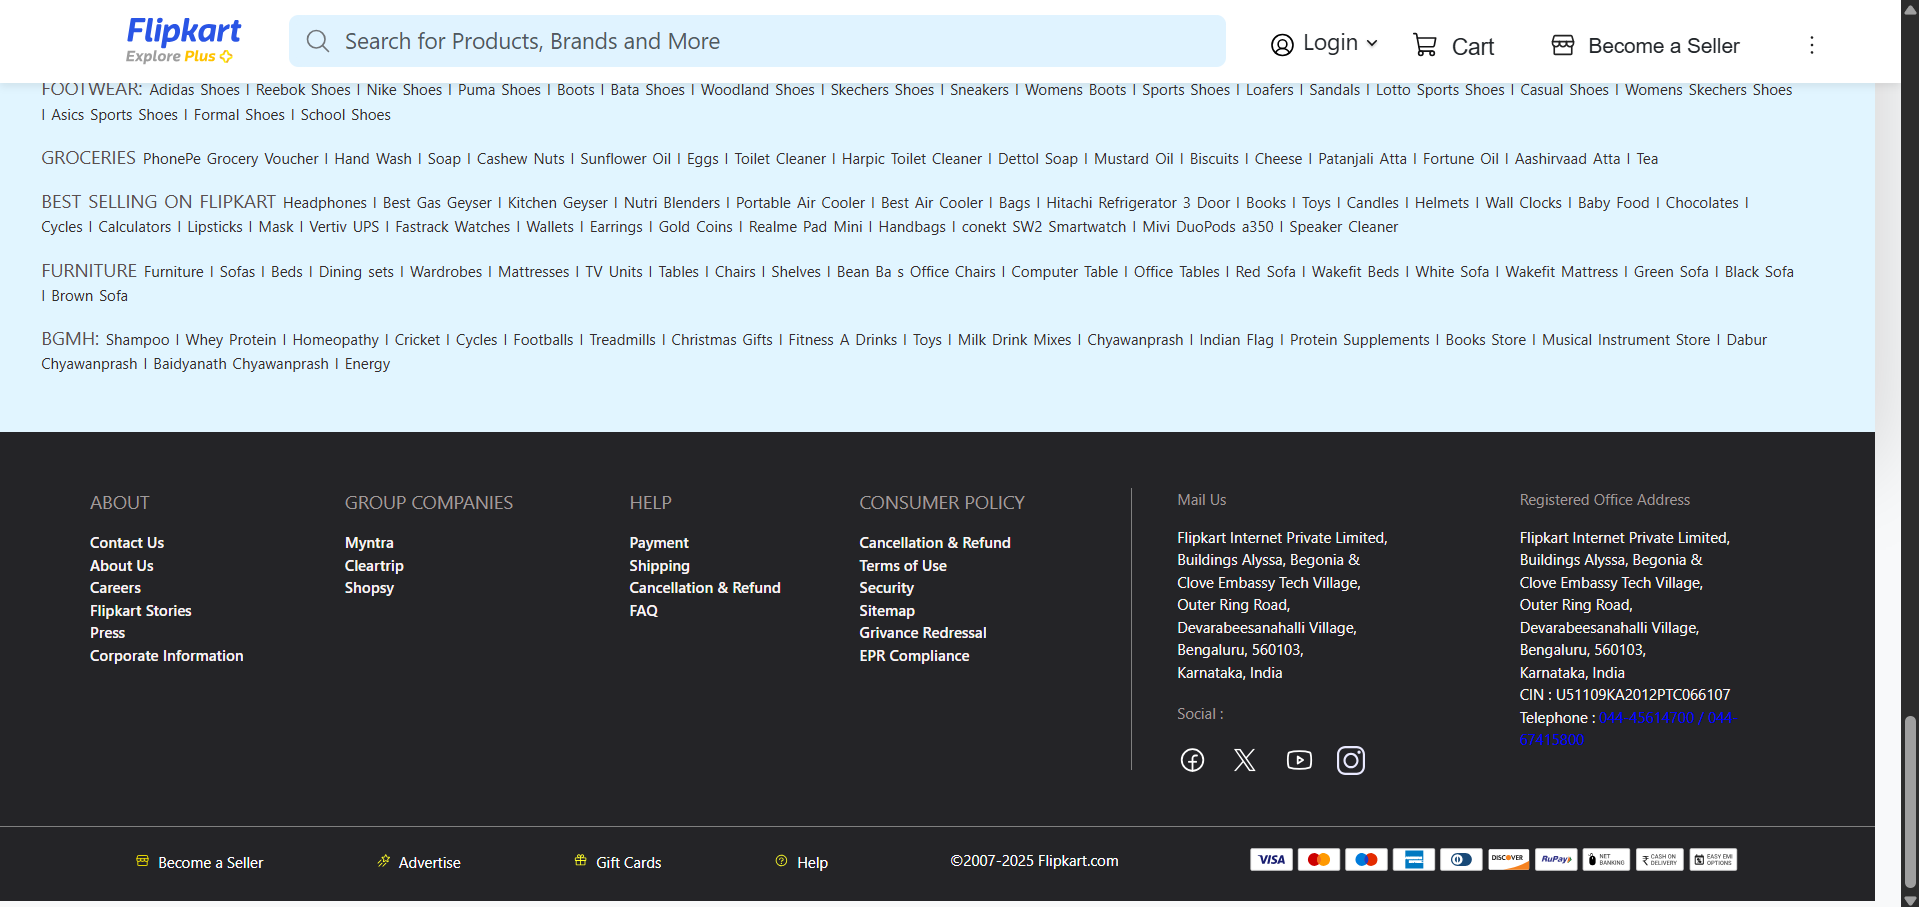 Flipkart
Explore Plus
Search for Products, Brands and More
Login
Cart
Become a Seller
FOOTWEAR: Adidas Shoes I Reebok Shoes I Nike Shoes I Puma Shoes I Boots I Bata Shoes I Woodland Shoes I Skechers Shoes I Sneakers I Womens Boots I Sports Shoes I Loafers I Sandals I Lotto Sports Shoes I Casual Shoes I Womens Skechers Shoes
I Asics Sports Shoes I Formal Shoes I School Shoes
GROCERIES PhonePe Grocery Voucher I Hand Wash I Soap I Cashew Nuts I Sunflower Oil I Eggs I Toilet Cleaner I Harpic Toilet Cleaner I Dettol Soap I Mustard Oil I Biscuits I Cheese I Patanjali Atta I Fortune Oil I Aashirvaad Atta I Tea
BEST SELLING ON FLIPKART Headphones I Best Gas Geyser I Kitchen Geyser I Nutri Blenders I Portable Air Cooler I Best Air Cooler I Bags I Hitachi Refrigerator 3 Door I Books I Toys I Candles I Helmets I Wall Clocks I Baby Food I Chocolates I
Cycles I Calculators I Lipsticks I Mask I Vertiv UPS I Fastrack Watches I Wallets I Earrings I Gold Coins I Realme Pad Mini I Handbags I conekt SW2 Smartwatch I Mivi DuoPods a350 I Speaker Cleaner
FURNITURE Furniture I Sofas I Beds I Dining sets I Wardrobes I Mattresses I TV Units I Tables I Chairs I Shelves I Bean Ba s Office Chairs I Computer Table I Office Tables I Red Sofa I Wakefit Beds I White Sofa I Wakefit Mattress I Green Sofa I Black Sofa
I Brown Sofa
BGMH: Shampoo I Whey Protein I Homeopathy I Cricket I Cycles I Footballs I Treadmills I Christmas Gifts I Fitness A Drinks I Toys I Milk Drink Mixes I Chyawanprash I Indian Flag I Protein Supplements I Books Store I Musical Instrument Store I Dabur
Chyawanprash I Baidyanath Chyawanprash I Energy
ABOUT
Contact Us
About Us
Careers
Flipkart Stories
Press
Corporate Information
GROUP COMPANIES
Myntra
Cleartrip
Shopsy
HELP
Payment
Shipping
Cancellation & Refund
FAQ
CONSUMER POLICY
Cancellation & Refund
Terms of Use
Security
Sitemap
Grivance Redressal
EPR Compliance
Mail Us
Flipkart Internet Private Limited,
Buildings Alyssa, Begonia &
Clove Embassy Tech Village,
Outer Ring Road,
Devarabeesanahalli Village,
Bengaluru, 560103,
Karnataka, India
Social :
Registered Office Address
Flipkart Internet Private Limited,
Buildings Alyssa, Begonia &
Clove Embassy Tech Village,
Outer Ring Road,
Devarabeesanahalli Village,
Bengaluru, 560103,
Karnataka, India
CIN : U51109KA2012PTC066107
Telephone : 044-45614700 / 044-
67415800
Become a Seller
Advertise
Gift Cards
Help
©2007-2025 Flipkart.com
VISA
DISCOVER
RuPay
NET BANKING
CASH ON DELIVERY
EASY EMI OPTIONS